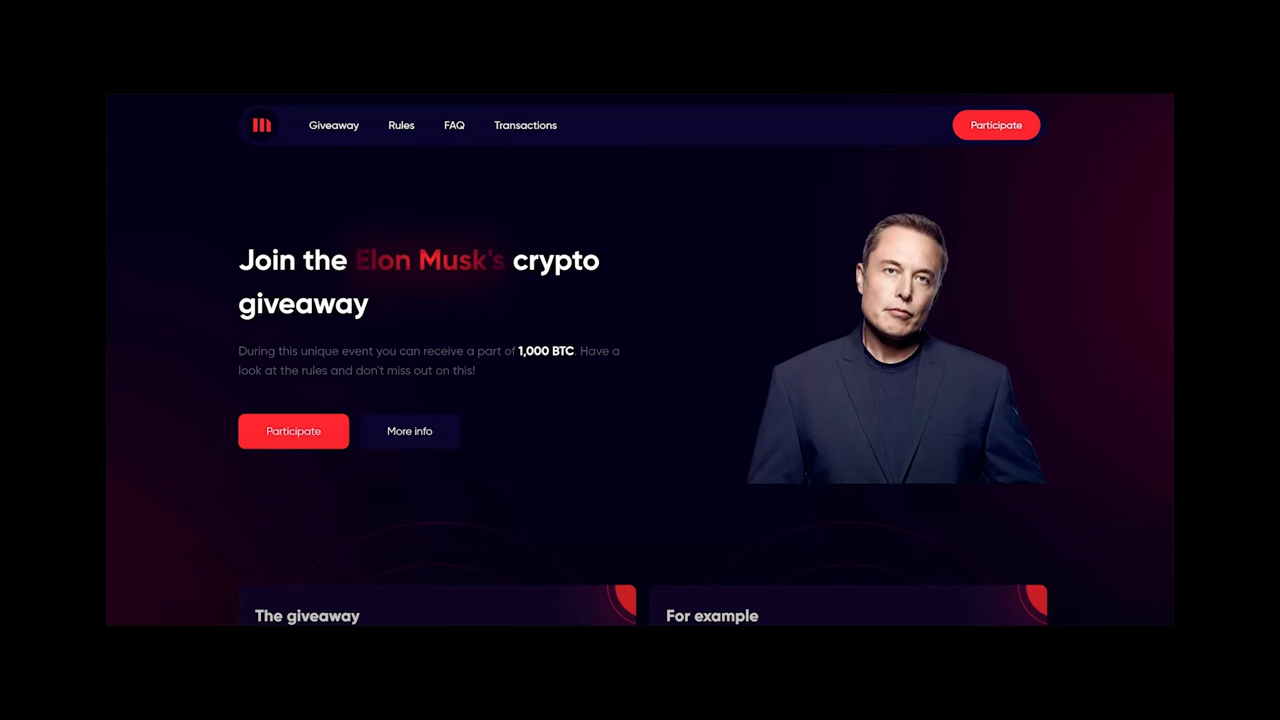 Giveaway Rules FAQ Transactions Participate
Join the Elon Musk's crypto
giveaway
During this unique event you can receive a part of 1,000 BTC. Have a
look at the rules and don't miss out on this!
Participate More info
The giveaway For example